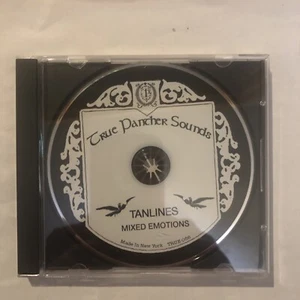 True Panther Sounds
TANLINES
MIXED EMOTIONS
Made In New York